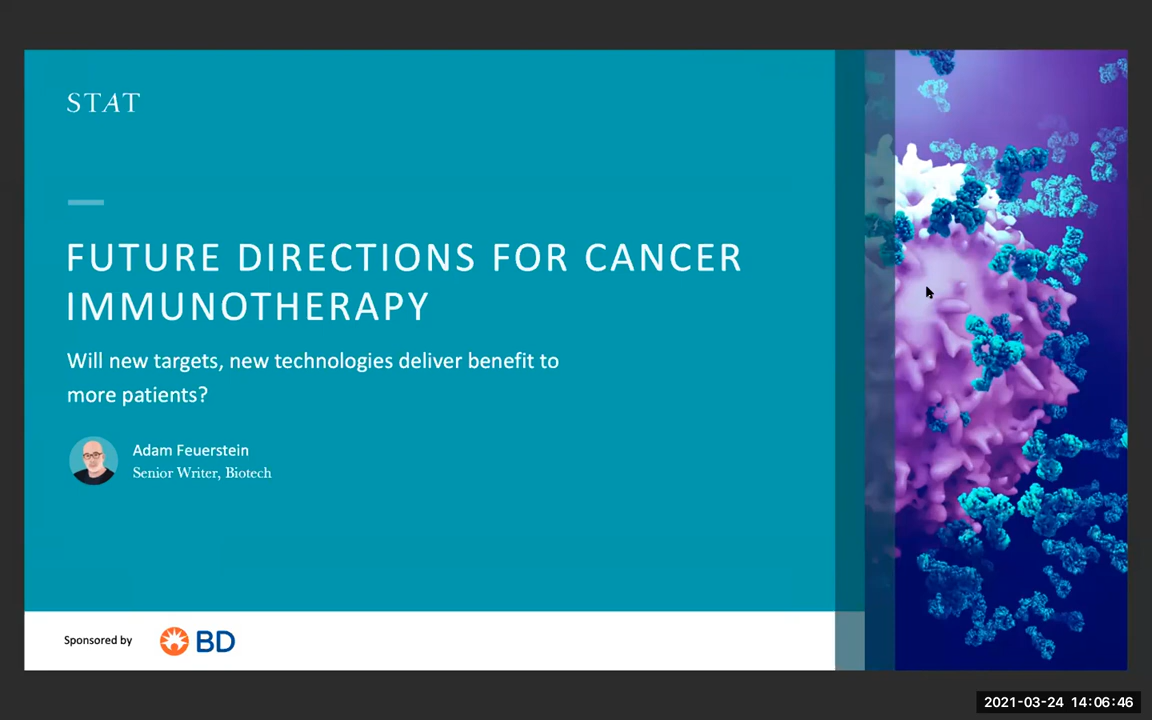 STAT
FUTURE DIRECTIONS FOR CANCER
IMMUNOTHERAPY
Will new targets, new technologies deliver benefit to
more patients?
Adam Feuerstein
Senior Writer, Biotech
Sponsored by
BD
2021-03-24 14:06:46